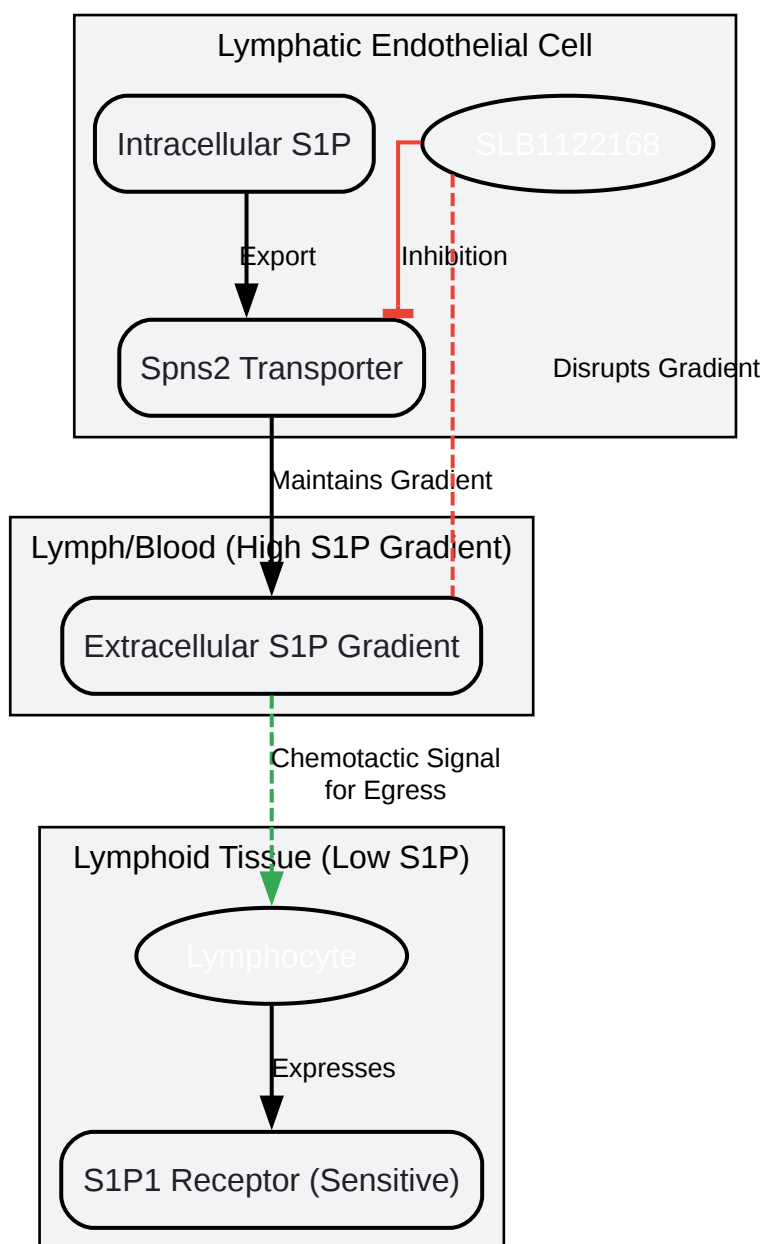 Lymphatic Endothelial Cell
Intracellular S1P
SLB1122168
Export
Inhibition
Spns2 Transporter
Disrupts Gradient
Maintains Gradient
Lymph/Blood (High S1P Gradient)
Extracellular S1P Gradient
Chemotactic Signal
for Egress
Lymphoid Tissue (Low S1P)
Lymphocyte
Expresses
S1P1 Receptor (Sensitive)